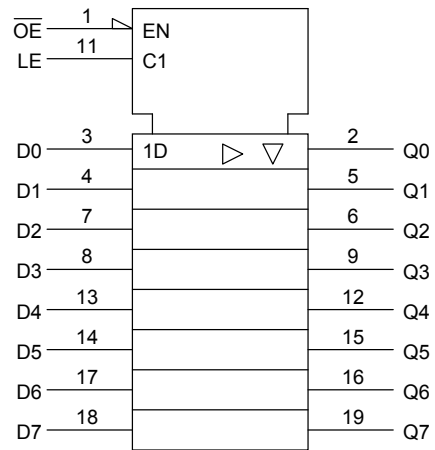 O̅E̅ 1 EN
LE 11 C1
D0 3 1D 2 Q0
D1 4 5 Q1
D2 7 6 Q2
D3 8 9 Q3
D4 13 12 Q4
D5 14 15 Q5
D6 17 16 Q6
D7 18 19 Q7